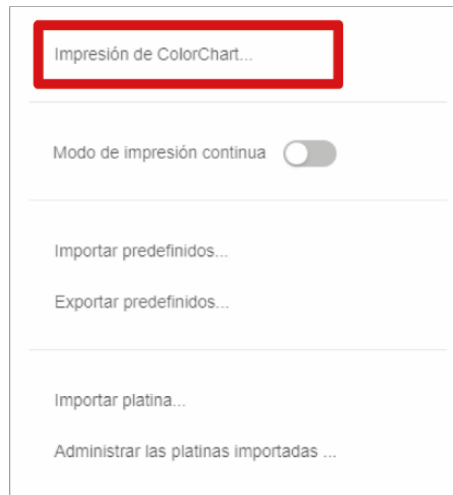 Impresión de ColorChart...
Modo de impresión continua
Importar predefinidos...
Exportar predefinidos...
Importar platina...
Administrar las platinas importadas ...